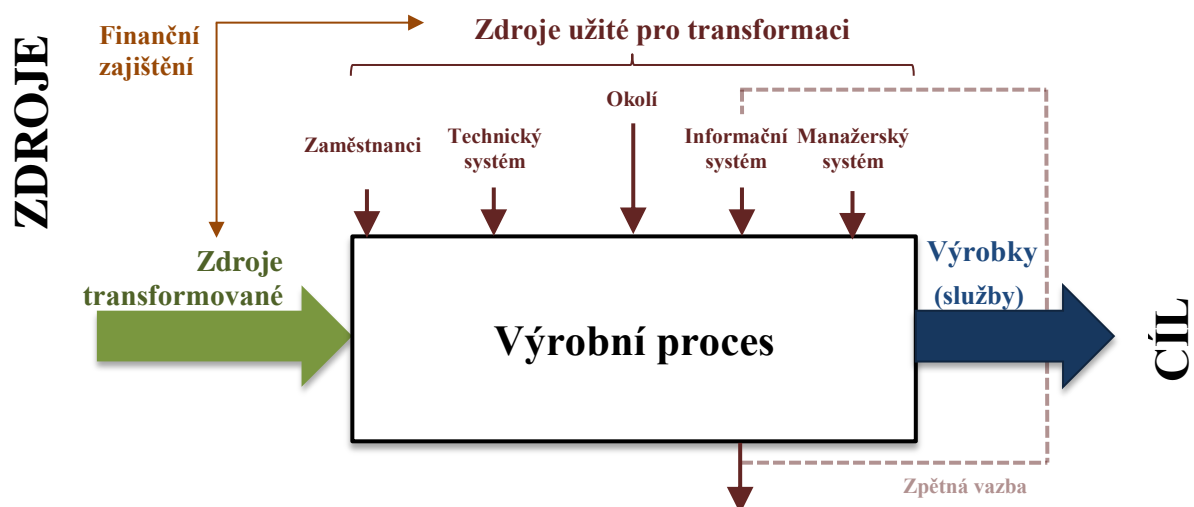 ZDROJE
Finanční
zajištění
Zdroje užité pro transformaci
Okolí
Zaměstnanci
Technický
systém
Informační
systém
Manažerský
systém
Zdroje
transformované
Výrobky
(služby)
Výrobní proces
CÍL
Zpětná vazba